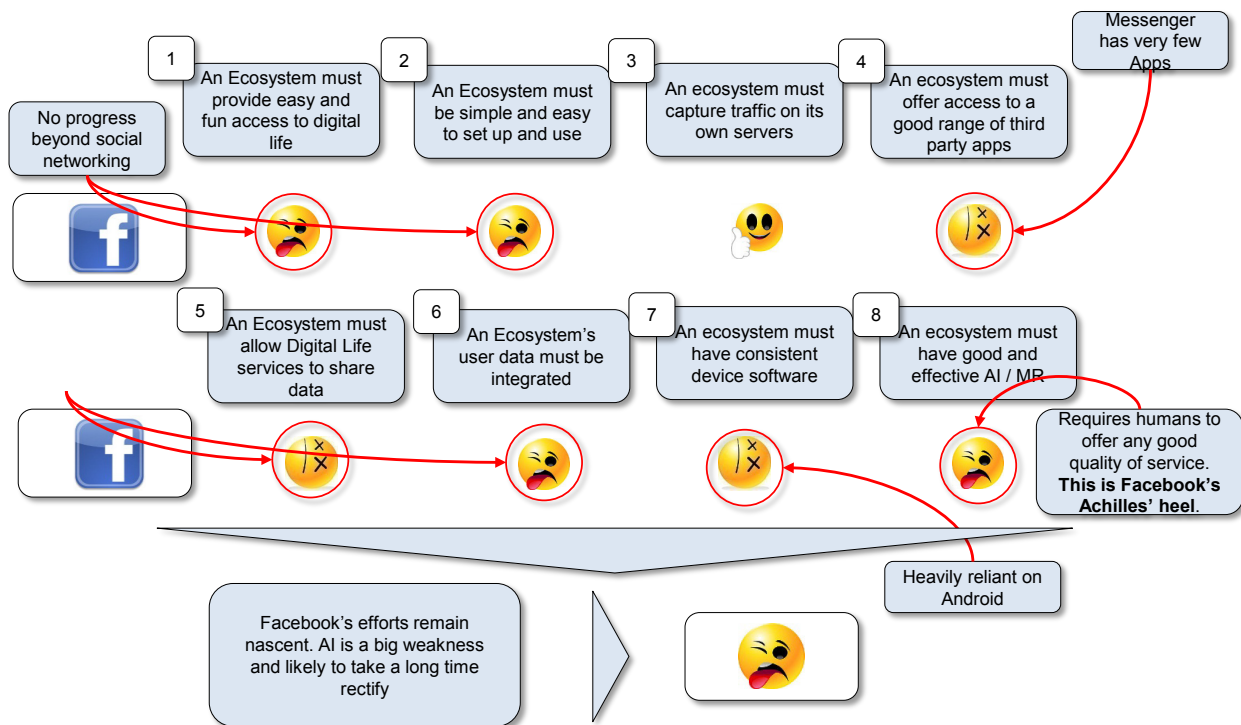 Messenger
has very few
Apps
1
An Ecosystem must
provide easy and
fun access to digital
life
2
An Ecosystem must
be simple and easy
to set up and use
3
An ecosystem must
capture traffic on its
own servers
4
An ecosystem must
offer access to a
good range of third
party apps
No progress
beyond social
networking
f
5
An Ecosystem must
allow Digital Life
services to share
data
6
An Ecosystem’s
user data must be
integrated
7
An ecosystem must
have consistent
device software
8
An ecosystem must
have good and
effective AI / MR
f
Requires humans to
offer any good
quality of service.
This is Facebook’s
Achilles’ heel.
Heavily reliant on
Android
Facebook’s efforts remain
nascent. AI is a big weakness
and likely to take a long time
rectify